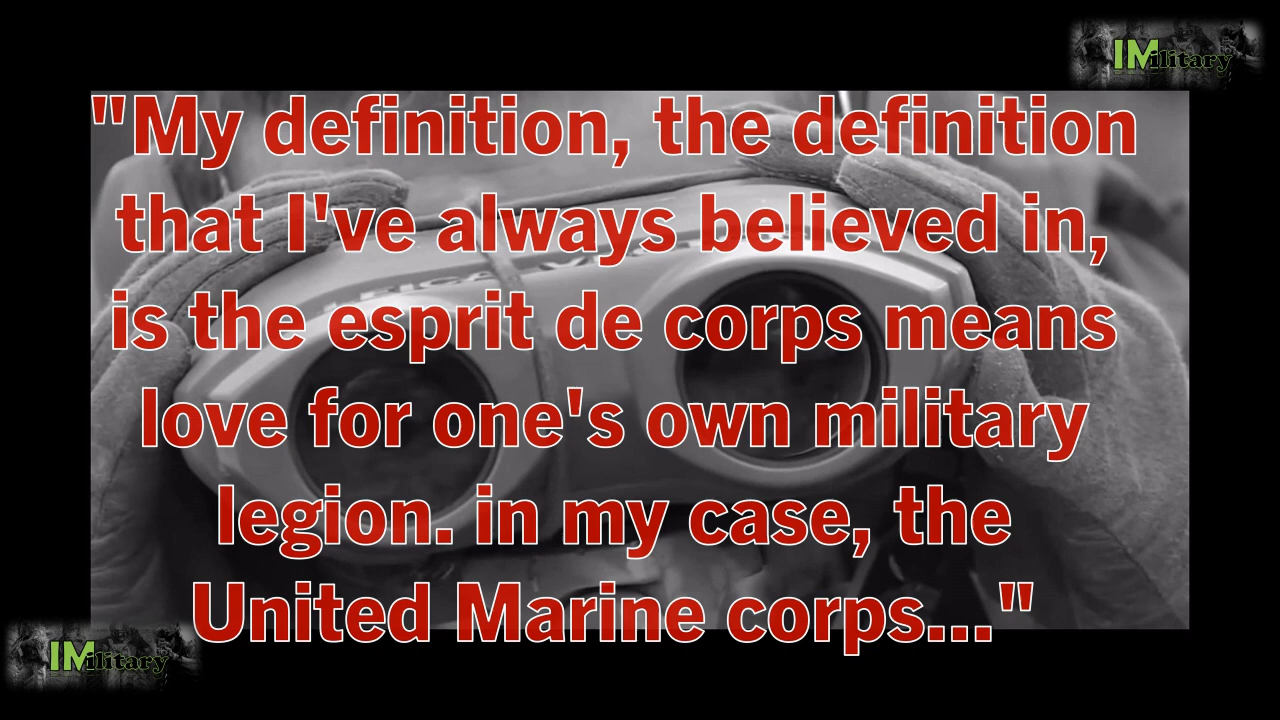 IMilitary
"My definition, the definition
that I've always believed in,
is the esprit de corps means
love for one's own military
legion. in my case, the
United Marine corps..."
IMilitary